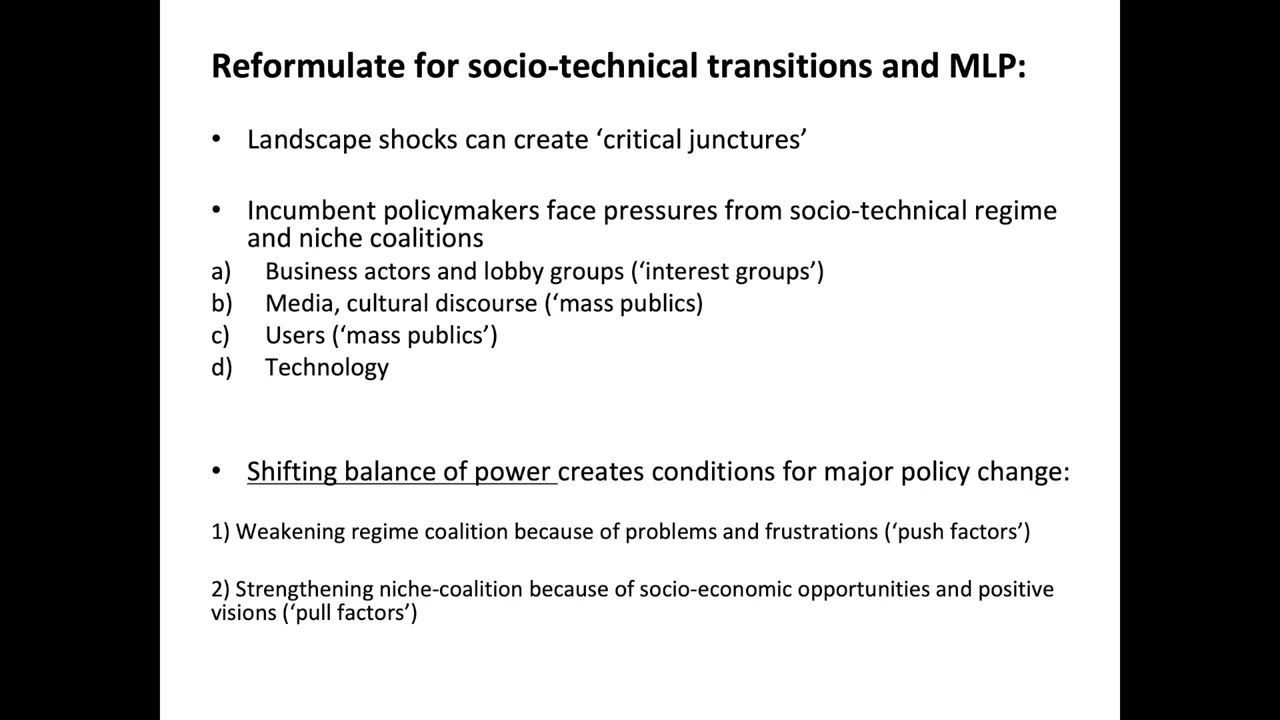 Reformulate for socio-technical transitions and MLP:
• Landscape shocks can create ‘critical junctures’
• Incumbent policymakers face pressures from socio-technical regime
and niche coalitions
a) Business actors and lobby groups (‘interest groups’)
b) Media, cultural discourse (‘mass publics)
c) Users (‘mass publics’)
d) Technology
• Shifting balance of power creates conditions for major policy change:
1) Weakening regime coalition because of problems and frustrations (‘push factors’)
2) Strengthening niche-coalition because of socio-economic opportunities and positive
visions (‘pull factors’)